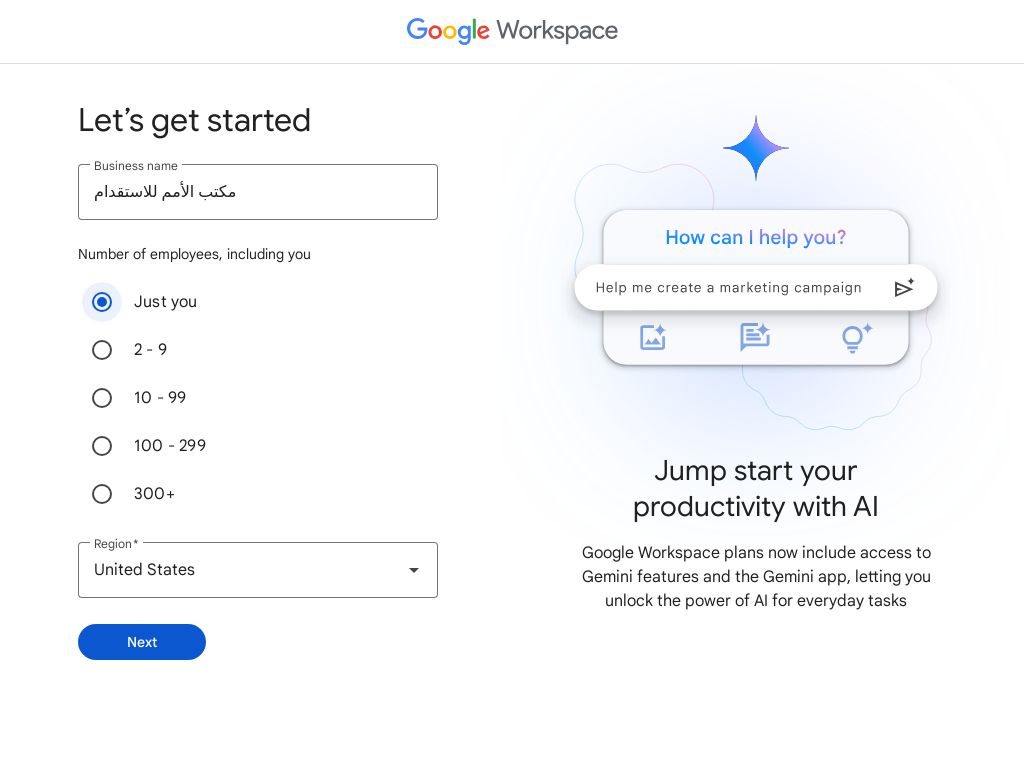 Google Workspace
Let’s get started
Business name
مكتب الأمم للاستقدام
Number of employees, including you
Just you
2 - 9
10 - 99
100 - 299
300+
Region*
United States
Next
How can I help you?
Help me create a marketing campaign
Jump start your
productivity with AI
Google Workspace plans now include access to
Gemini features and the Gemini app, letting you
unlock the power of AI for everyday tasks